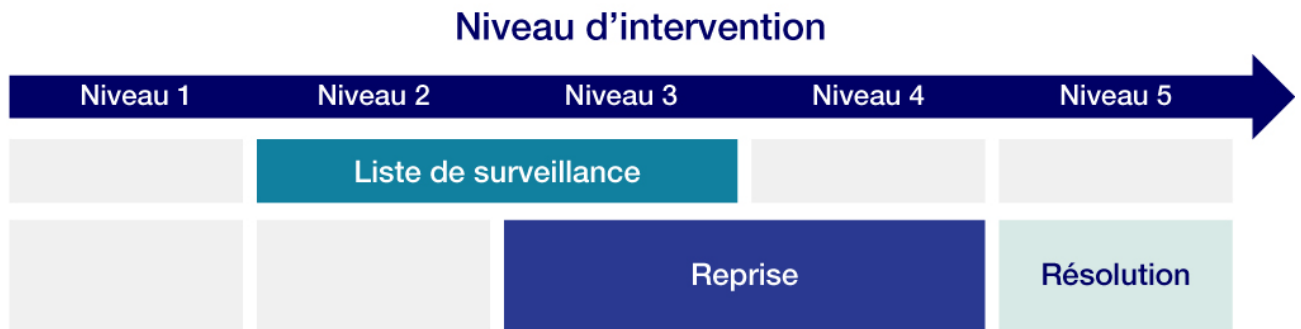 Niveau d’intervention
Niveau 1 Niveau 2 Niveau 3 Niveau 4 Niveau 5
Liste de surveillance
Reprise Résolution